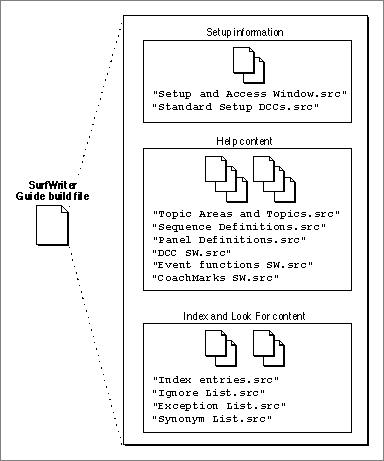 Setup information
"Setup and Access Window.src"
"Standard Setup DCCs.src"
Help content
SurfWriter
Guide build file
"Topic Areas and Topics.src"
"Sequence Definitions.src"
"Panel Definitions.src"
"DCC SW.src"
"Event functions SW.src"
"CoachMarks SW.src"
Index and Look For content
"Index entries.src"
"Ignore List.src"
"Exception List.src"
"Synonym List.src"